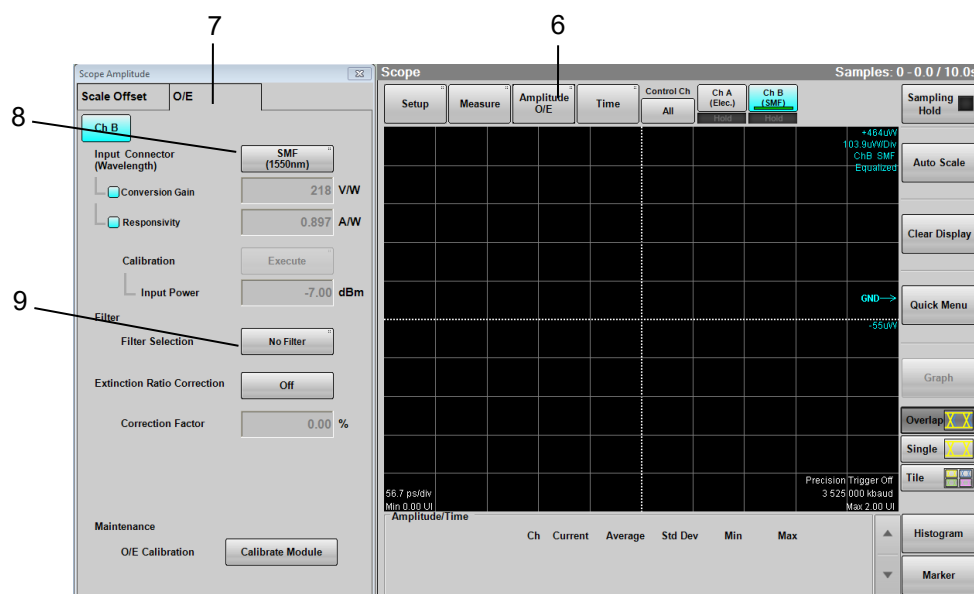 7
6
8
9
Scope Amplitude
Scale Offset
O/E
Ch B
Input Connector
(Wavelength)
SMF
(1550nm)
Conversion Gain
218
V/W
Responsivity
0.897
A/W
Calibration
Execute
Input Power
-7.00
dBm
Filter
Filter Selection
No Filter
Extinction Ratio Correction
Off
Correction Factor
0.00
%
Maintenance
O/E Calibration
Calibrate Module
Scope
Samples: 0 - 0.0 / 10.0s
Setup
Measure
Amplitude
O/E
Time
Control Ch
All
Ch A
(Elec.)
Hold
Ch B
(SMF)
Hold
Sampling
Hold
+464uW
103.9uW/Div
ChB SMF
Equalized
GND
-55uW
Precision Trigger Off
56.7 ps/div
3 525 000 kbaud
Min 0.00 UI
Max 2.00 UI
Auto Scale
Clear Display
Quick Menu
Graph
Overlap
Single
Tile
Amplitude/Time
Ch Current Average Std Dev Min Max
Histogram
Marker